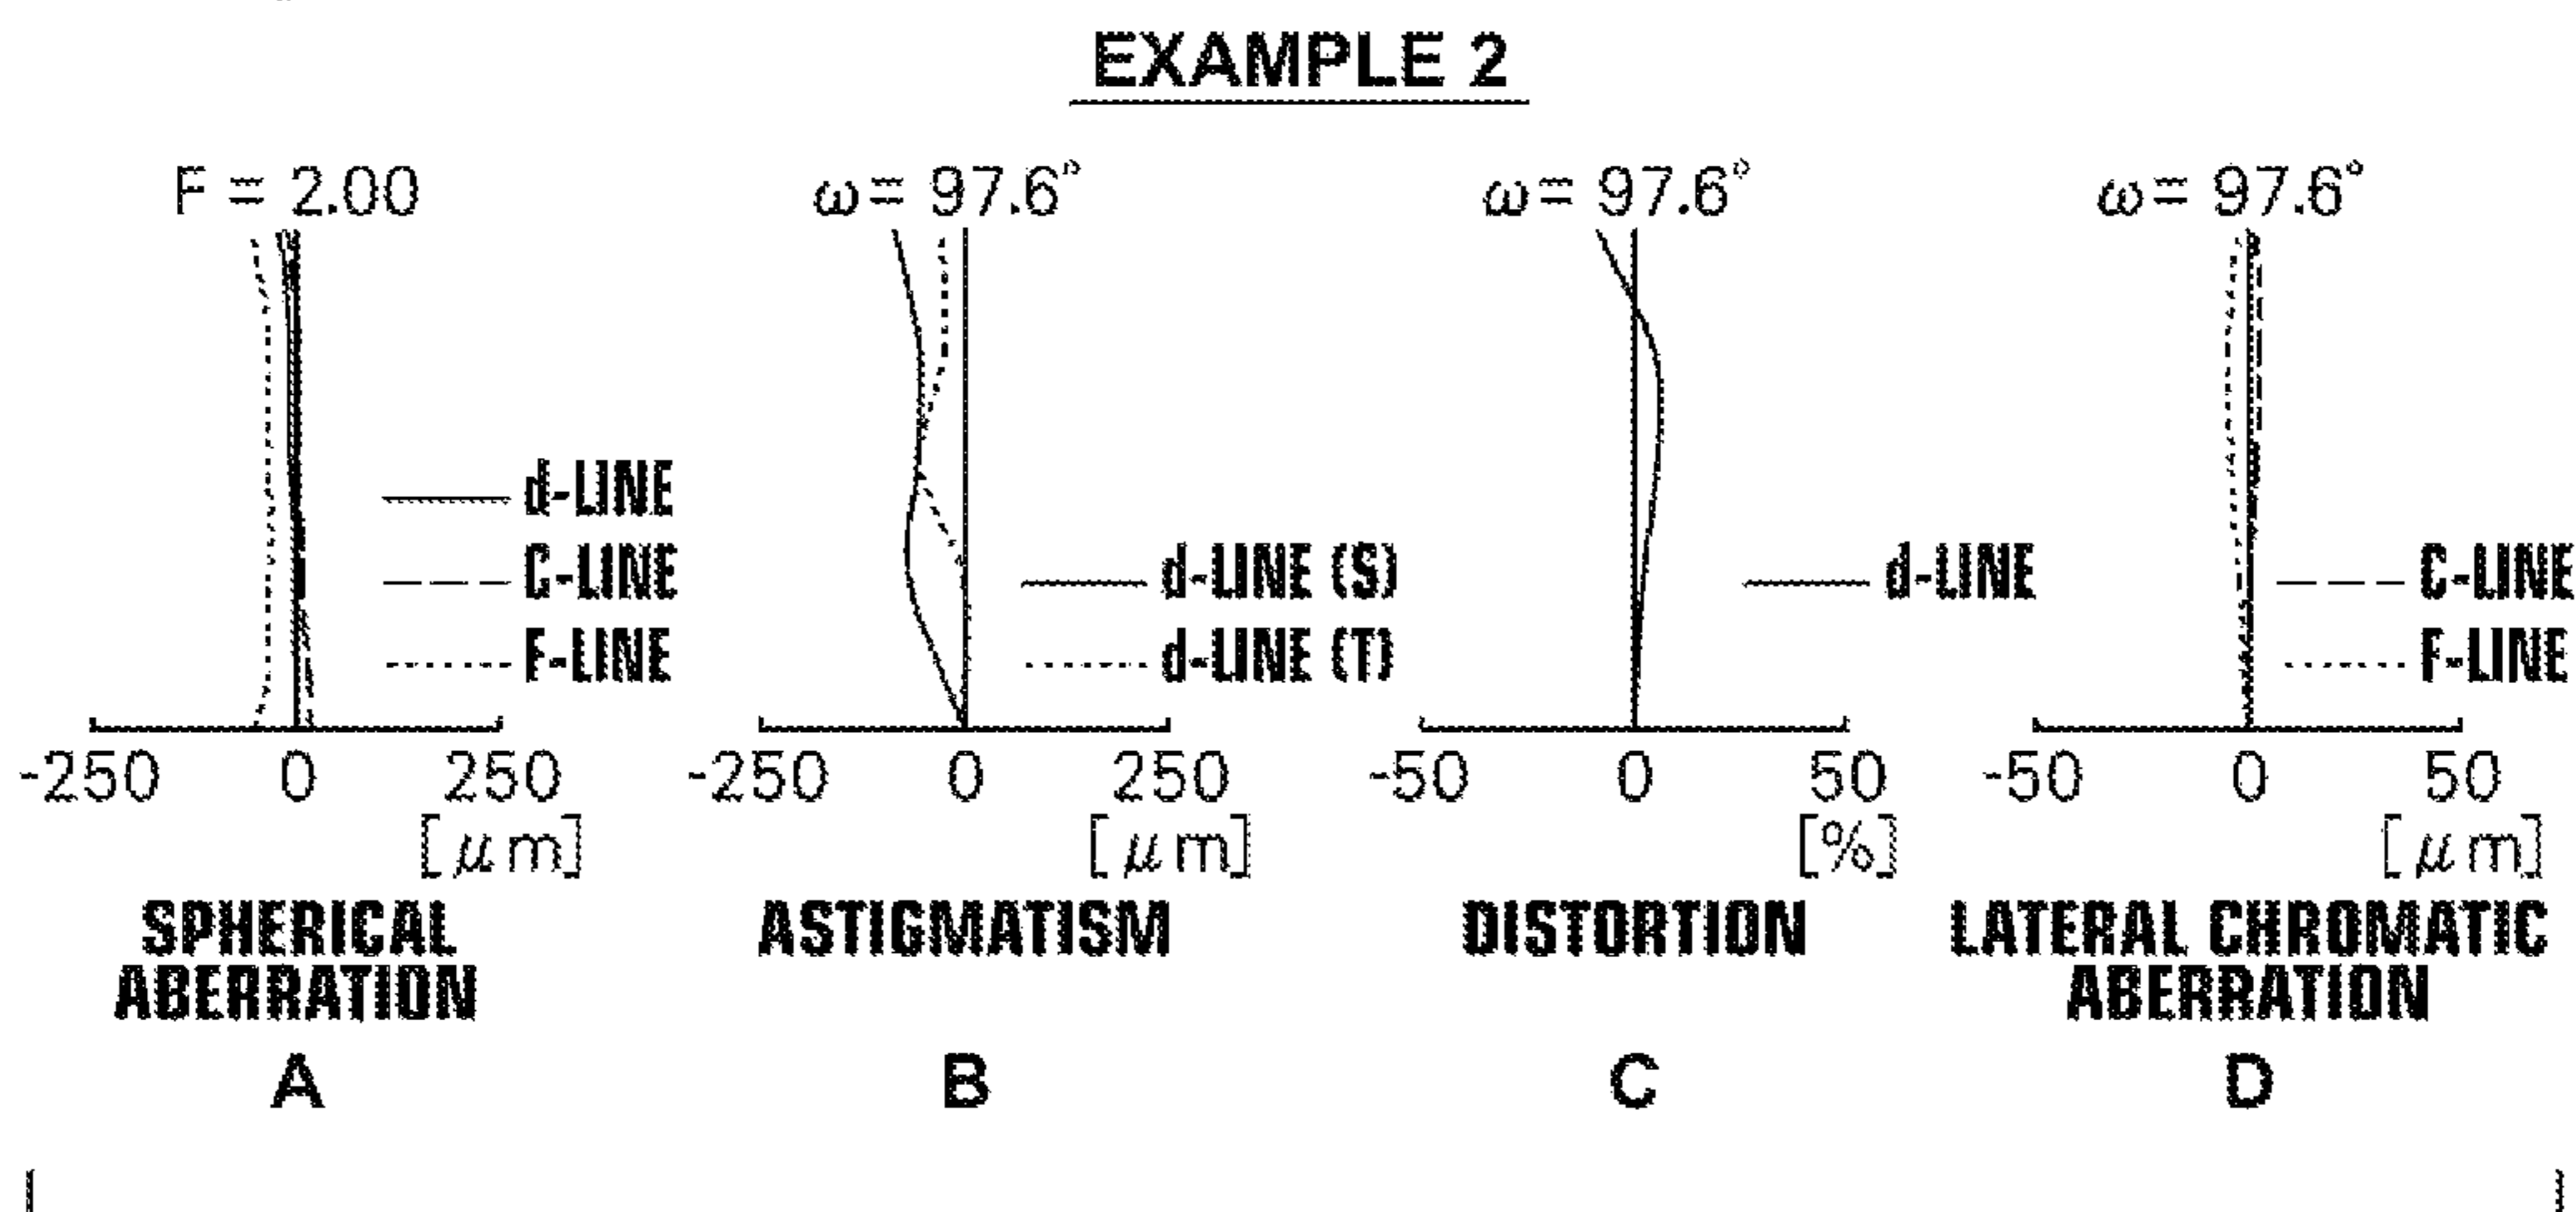 EXAMPLE 2
F = 2.00
d-LINE
C-LINE
F-LINE
-250 0 250
[μm]
SPHERICAL
ABERRATION
A
ω = 97.6°
d-LINE (S)
d-LINE (T)
-250 0 250
[μm]
ASTIGMATISM
B
ω = 97.6°
d-LINE
-50 0 50
[%]
DISTORTION
C
ω = 97.6°
C-LINE
F-LINE
-50 0 50
[μm]
LATERAL CHROMATIC
ABERRATION
D